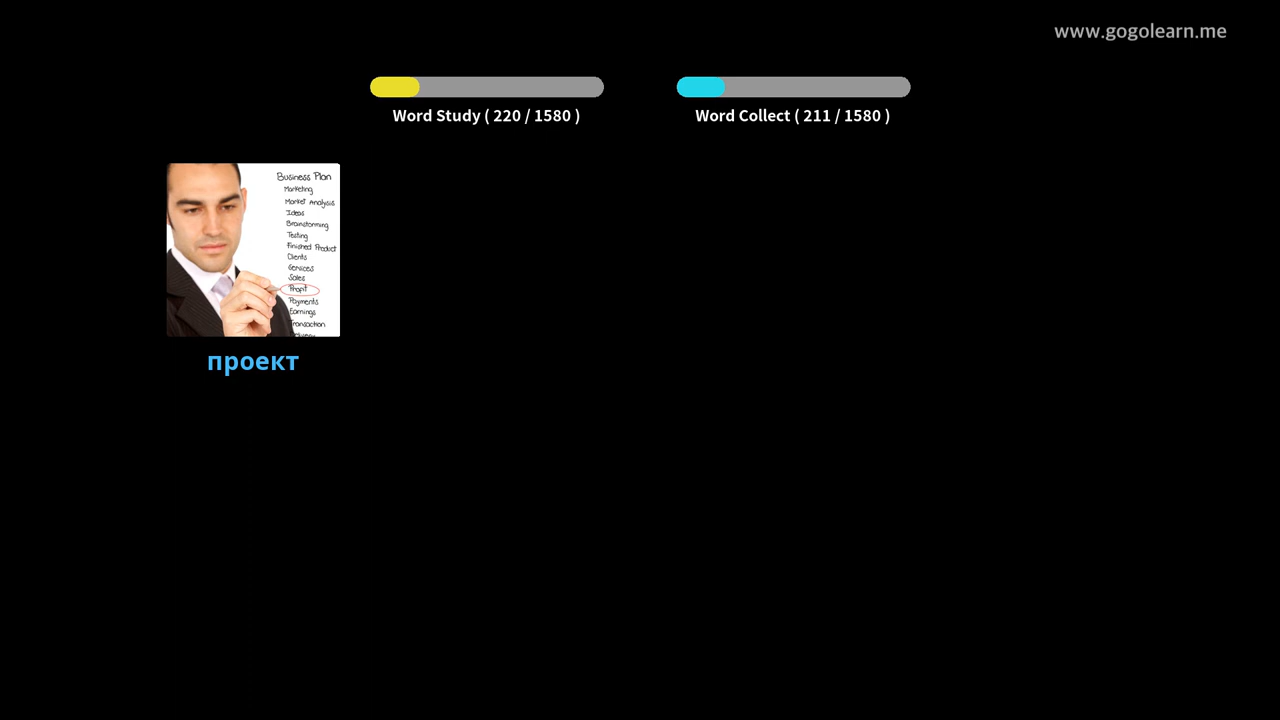 www.gogolearn.me
Word Study ( 220 / 1580 )
Word Collect ( 211 / 1580 )
Business Plan
Marketing
Market Analysis
Ideas
Brainstorming
Testing
Finished Product
Clients
Services
Sales
Profit
Payments
Earnings
Transaction
Delivery
проект